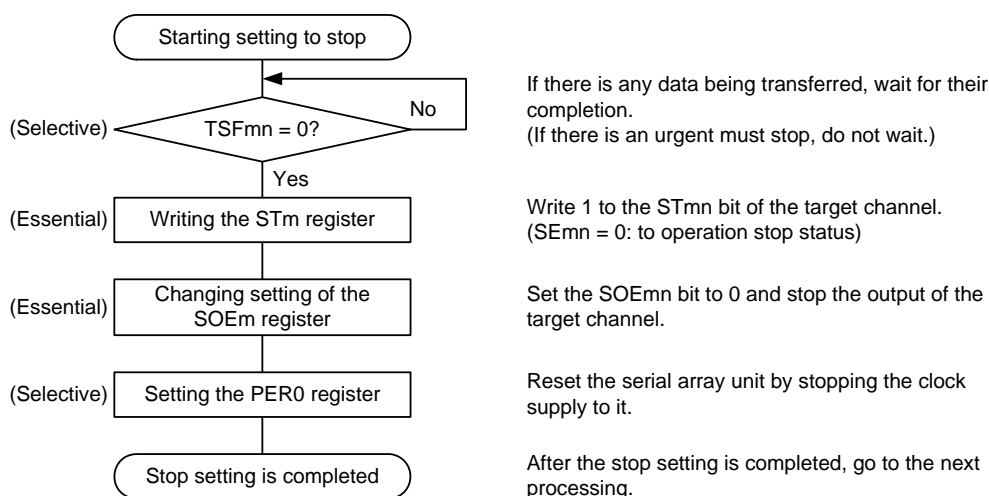 Starting setting to stop
If there is any data being transferred, wait for their
completion.
(If there is an urgent must stop, do not wait.)
(Selective)
TSFmn = 0?
No
Yes
(Essential)
Writing the STm register
Write 1 to the STmn bit of the target channel.
(SEmn = 0: to operation stop status)
(Essential)
Changing setting of the
SOEm register
Set the SOEmn bit to 0 and stop the output of the
target channel.
(Selective)
Setting the PER0 register
Reset the serial array unit by stopping the clock
supply to it.
Stop setting is completed
After the stop setting is completed, go to the next
processing.